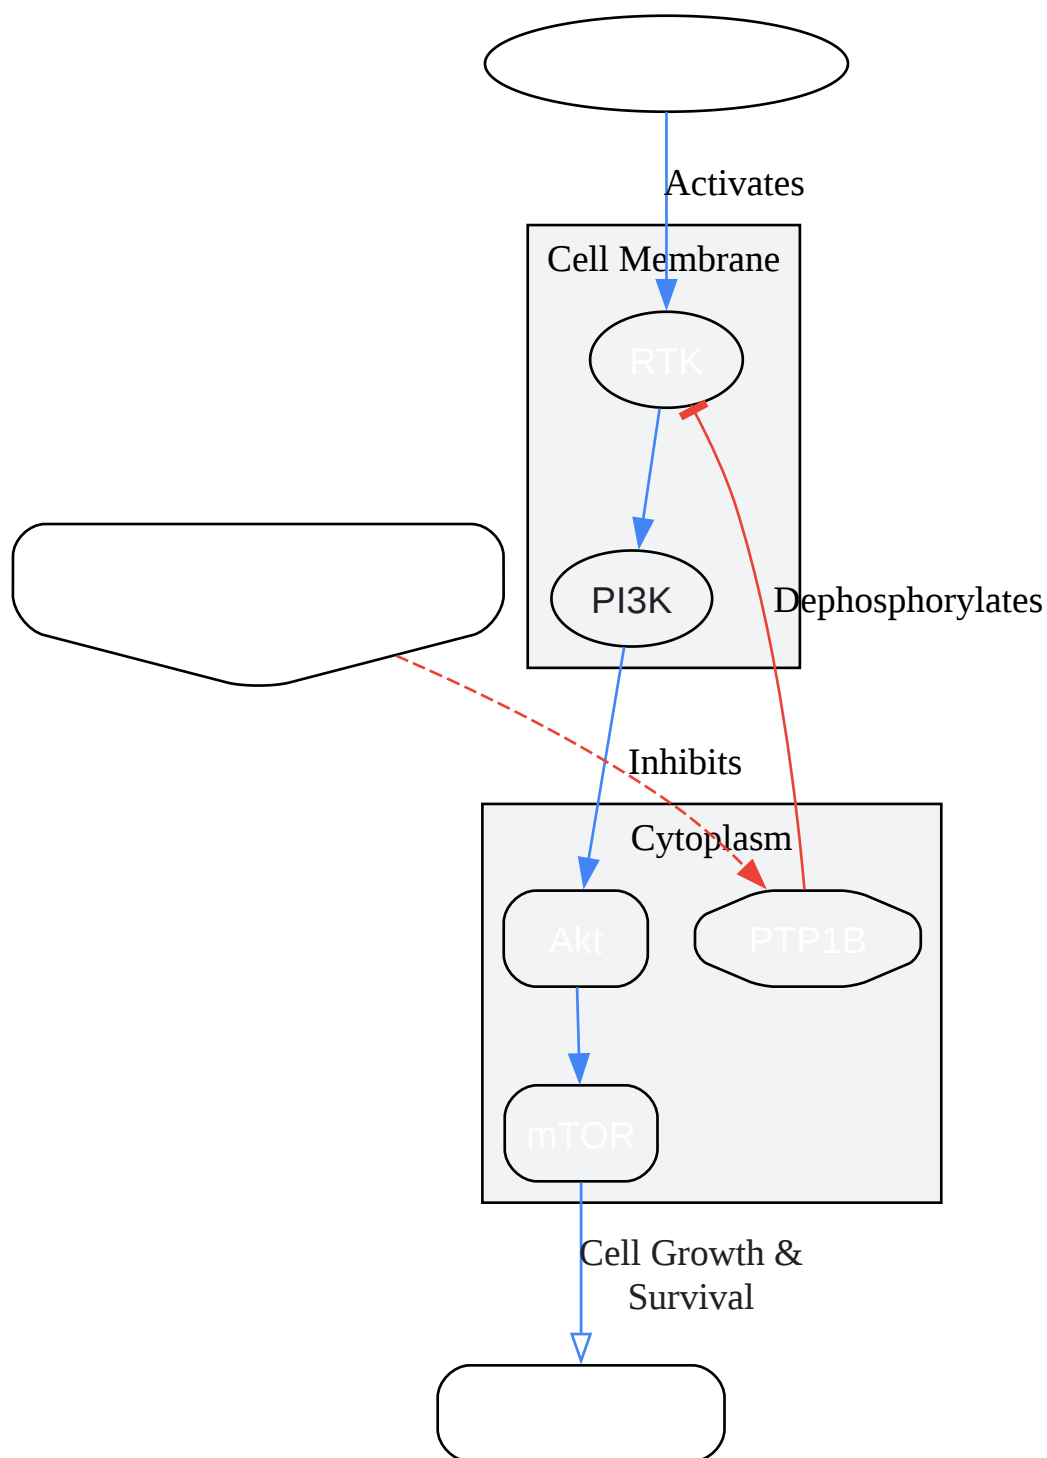 Activates
Cell Membrane
RTK
PI3K
Dephosphorylates
Inhibits
Cytoplasm
Akt
PTP1B
mTOR
Cell Growth &
Survival